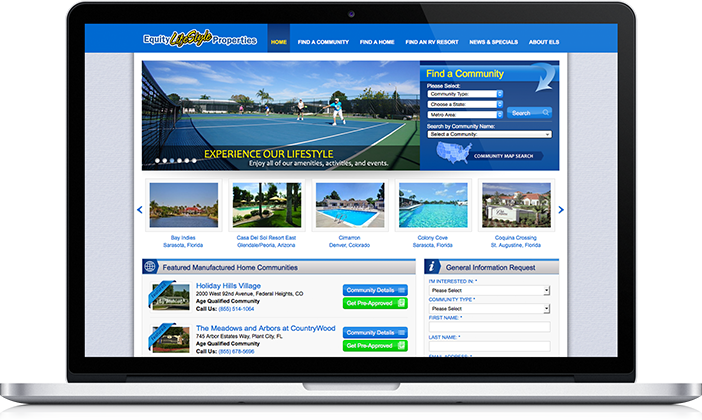 Equity LifeStyle Properties
HOME
FIND A COMMUNITY
FIND A HOME
FIND AN RV RESORT
NEWS & SPECIALS
ABOUT ELS
EXPERIENCE OUR LIFESTYLE
Enjoy all of our amenities, activities, and events.
Find a Community
Please Select:
Community Type:
Choose a State:
Metro Area:
Search
Search by Community Name:
Select a Community:
COMMUNITY MAP SEARCH
Bay Indies
Sarasota, Florida
Casa Del Sol Resort East
Glendale/Peoria, Arizona
Cimarron
Denver, Colorado
Colony Cove
Sarasota, Florida
Coquina Crossing
St. Augustine, Florida
Featured Manufactured Home Communities
Holiday Hills Village
2000 West 92nd Avenue, Federal Heights, CO
Age Qualified Community
Call Us: (855) 514-1064
Community Details
Get Pre-Approved
The Meadows and Arbors at CountryWood
745 Arbor Estates Way, Plant City, FL
Age Qualified Community
Call Us: (855) 678-5696
Community Details
Get Pre-Approved
i
General Information Request
I'M INTERESTED IN: *
Please Select
COMMUNITY TYPE *
Please Select
FIRST NAME: *
LAST NAME: *
EMAIL ADDRESS: *